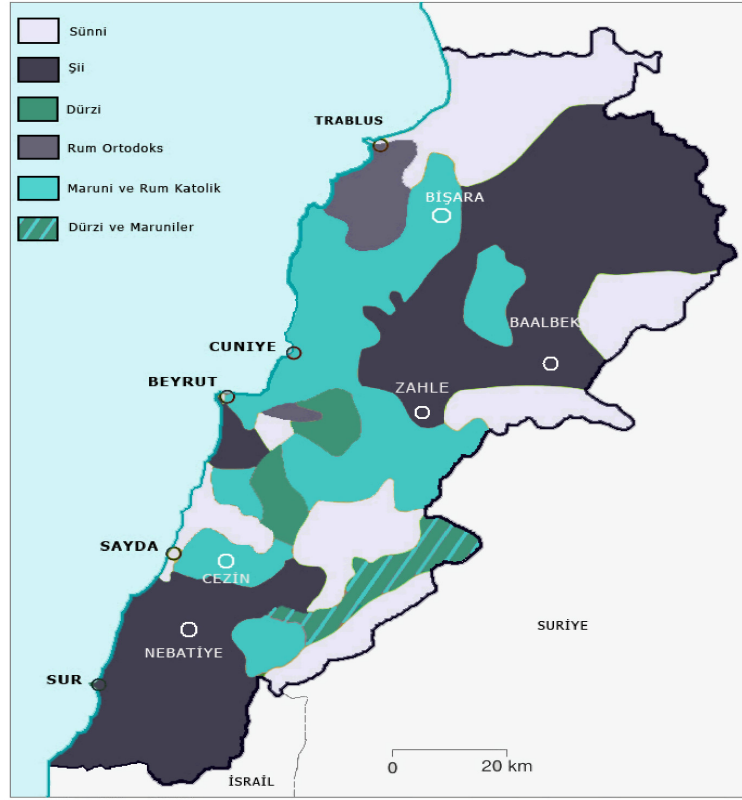 Sünni
Şii
Dürzi
Rum Ortodoks
Maruni ve Rum Katolik
Dürzi ve Maruniler
TRABLUS
BİŞARA
BAALBEK
CUNIYE
BEYRUT
ZAHLE
SAYDA
CEZİN
SURİYE
NEBATİYE
SUR
0
20 km
İSRAİL